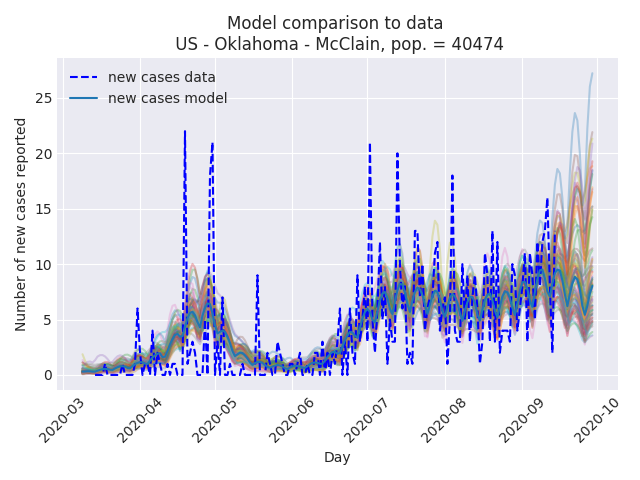 Model comparison to data
US - Oklahoma - McClain, pop. = 40474
new cases data
new cases model
Number of new cases reported
25
20
15
10
5
0
2020-03
2020-04
2020-05
2020-06
2020-07
2020-08
2020-09
2020-10
Day